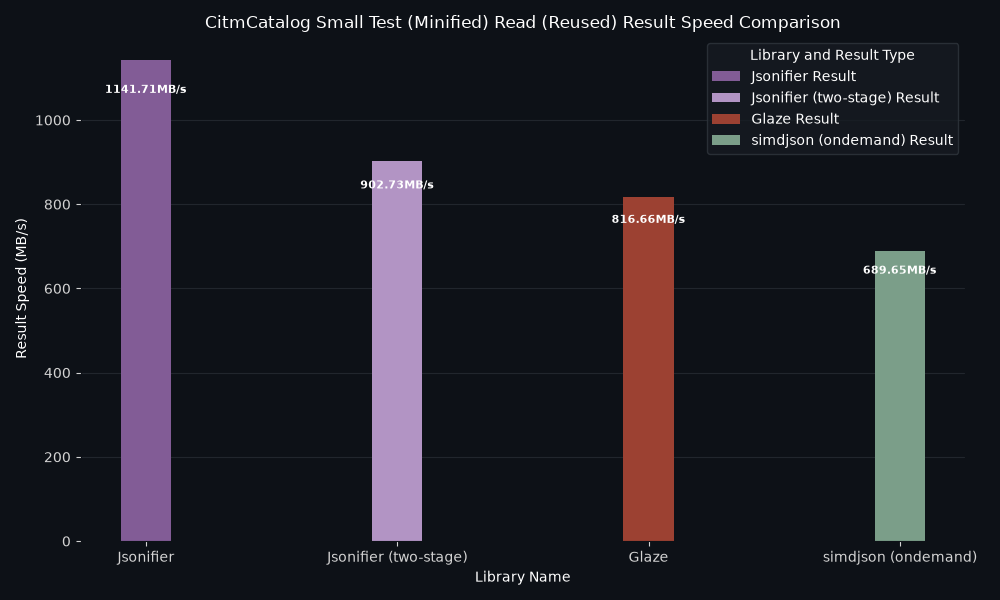 CitmCatalog Small Test (Minified) Read (Reused) Result Speed Comparison
Library and Result Type
Jsonifier Result
Jsonifier (two-stage) Result
Glaze Result
simdjson (ondemand) Result
1141.71MB/s
902.73MB/s
816.66MB/s
689.65MB/s
Result Speed (MB/s)
1000
800
600
400
200
0
Jsonifier
Jsonifier (two-stage)
Glaze
simdjson (ondemand)
Library Name